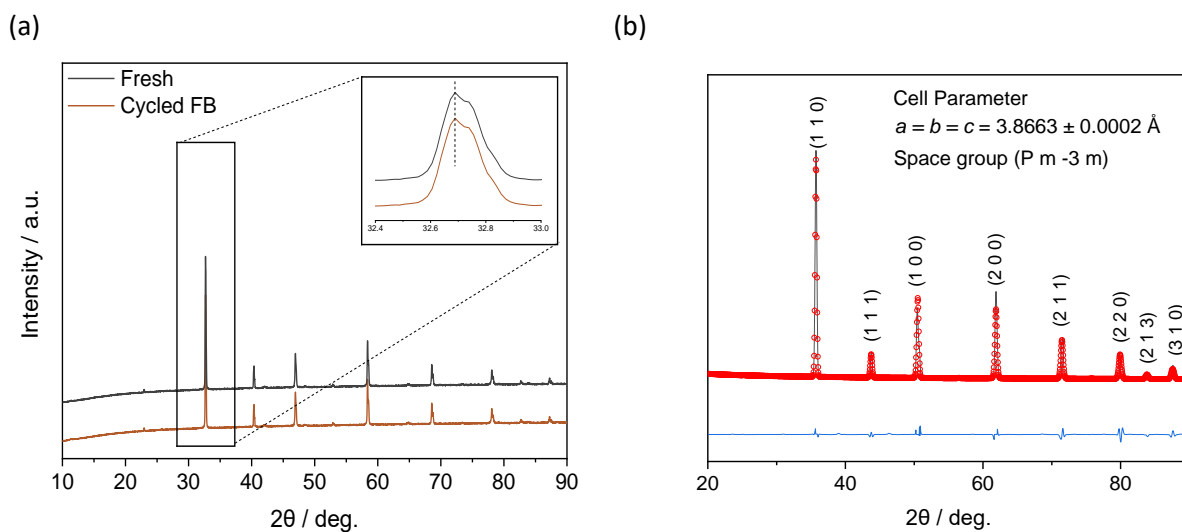 (a)
Fresh
Cycled FB
32.4 32.6 32.8 33.0
Intensity / a.u.
10 20 30 40 50 60 70 80 90
2θ / deg.
(b)
Cell Parameter
a = b = c = 3.8663 ± 0.0002 Å
Space group (P m -3 m)
(1 1 0)
(1 1 1)
(1 0 0)
(2 0 0)
(2 1 1)
(2 2 0)
(2 1 3)
(3 1 0)
20 40 60 80
2θ / deg.